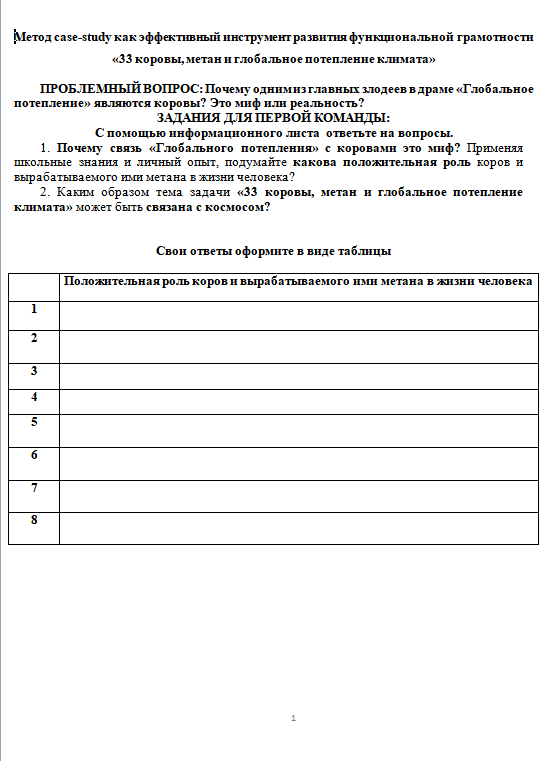 Метод case-study как эффективный инструмент развития функциональной грамотности
«33 коровы, метан и глобальное потепление климата»
ПРОБЛЕМНЫЙ ВОПРОС: Почему одним из главных злодеев в драме «Глобальное
потепление» являются коровы? Это миф или реальность?
ЗАДАНИЯ ДЛЯ ПЕРВОЙ КОМАНДЫ:
С помощью информационного листа ответьте на вопросы.
1. Почему связь «Глобального потепления» с коровами это миф? Применяя
школьные знания и личный опыт, подумайте какова положительная роль коров и
вырабатываемого ими метана в жизни человека?
2. Каким образом тема задачи «33 коровы, метан и глобальное потепление
климата» может быть связана с космосом?
Свои ответы оформите в виде таблицы
Положительная роль коров и вырабатываемого ими метана в жизни человека
1
2
3
4
5
6
7
8
1